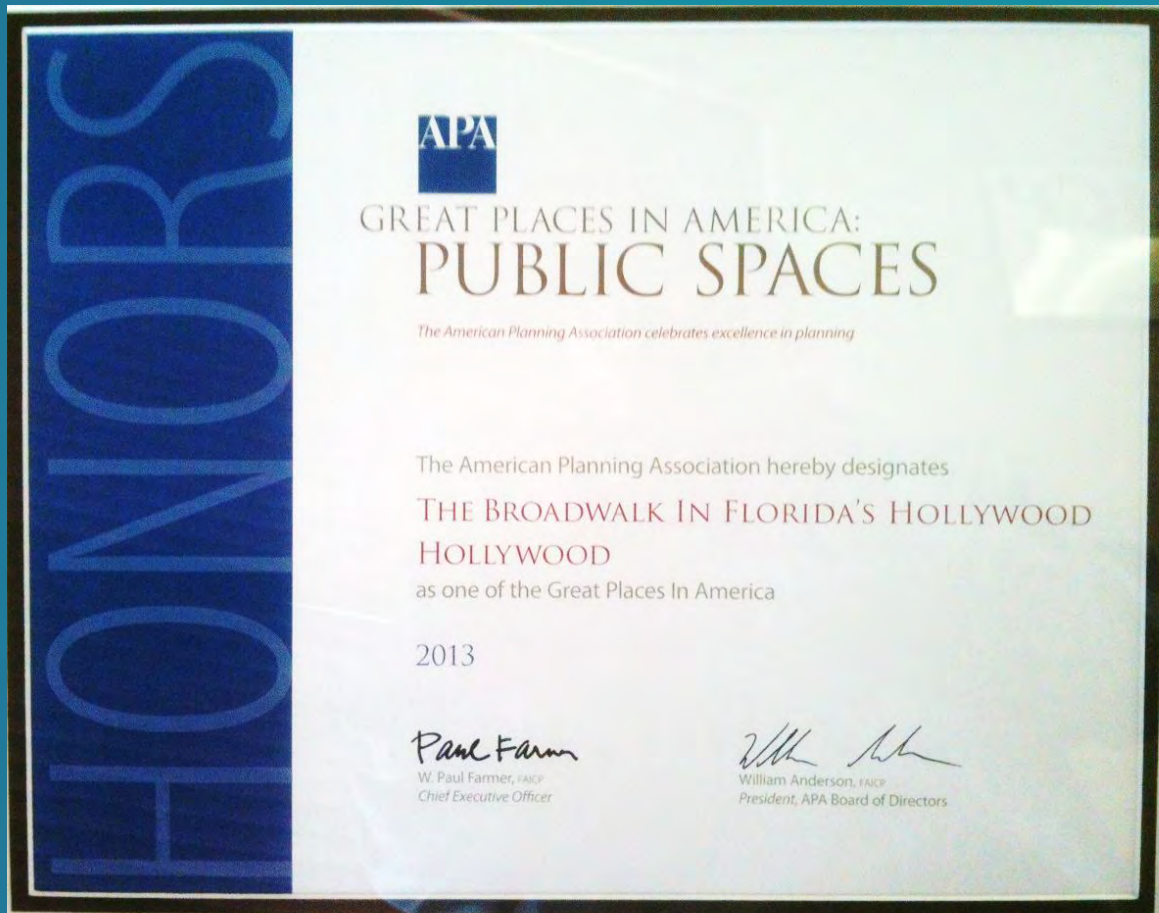 HONORS
APA
GREAT PLACES IN AMERICA:
PUBLIC SPACES
The American Planning Association celebrates excellence in planning
The American Planning Association hereby designates
THE BROADWALK IN FLORIDA'S HOLLYWOOD
HOLLYWOOD
as one of the Great Places In America
2013
Paul Farmer
W. Paul Farmer, FAICP
Chief Executive Officer
William Anderson, FAICP
President, APA Board of Directors